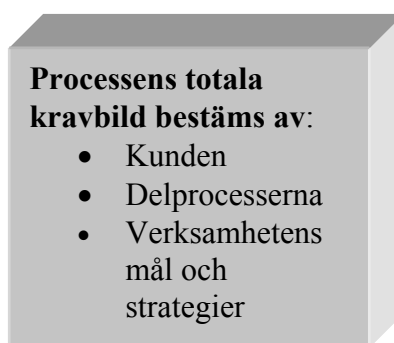 Processens totala
kravbild bestäms av:
• Kunden
• Delprocesserna
• Verksamhetens
mål och
strategier